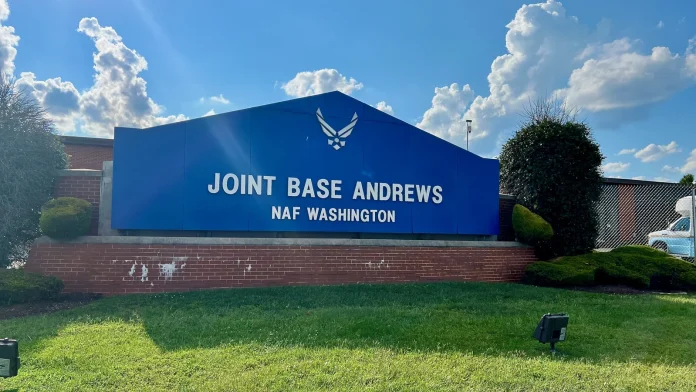 JOINT BASE ANDREWS
NAF WASHINGTON